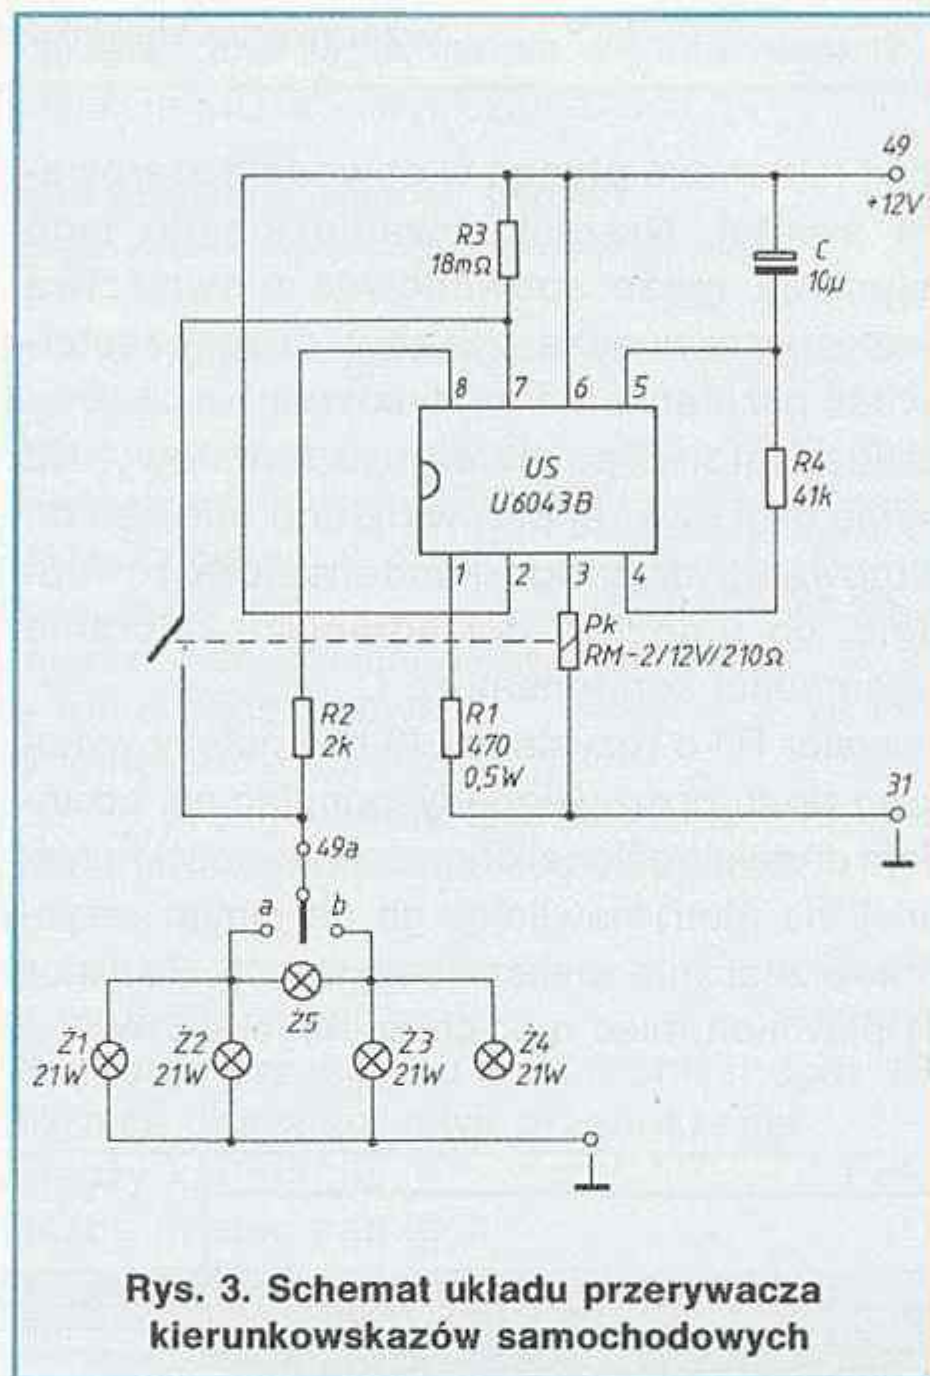 49
+12V
R3
18mΩ
C
10µ
8 7 6 5
US
U6043B
R4
41k
1 2 3 4
Pk
RM-2/12V/210Ω
R2
2k
R1
470
0,5W
31
49a
a b
Ż5
Ż1
21W
Ż2
21W
Ż3
21W
Ż4
21W
Rys. 3. Schemat układu przerywacza
kierunkowskazów samochodowych